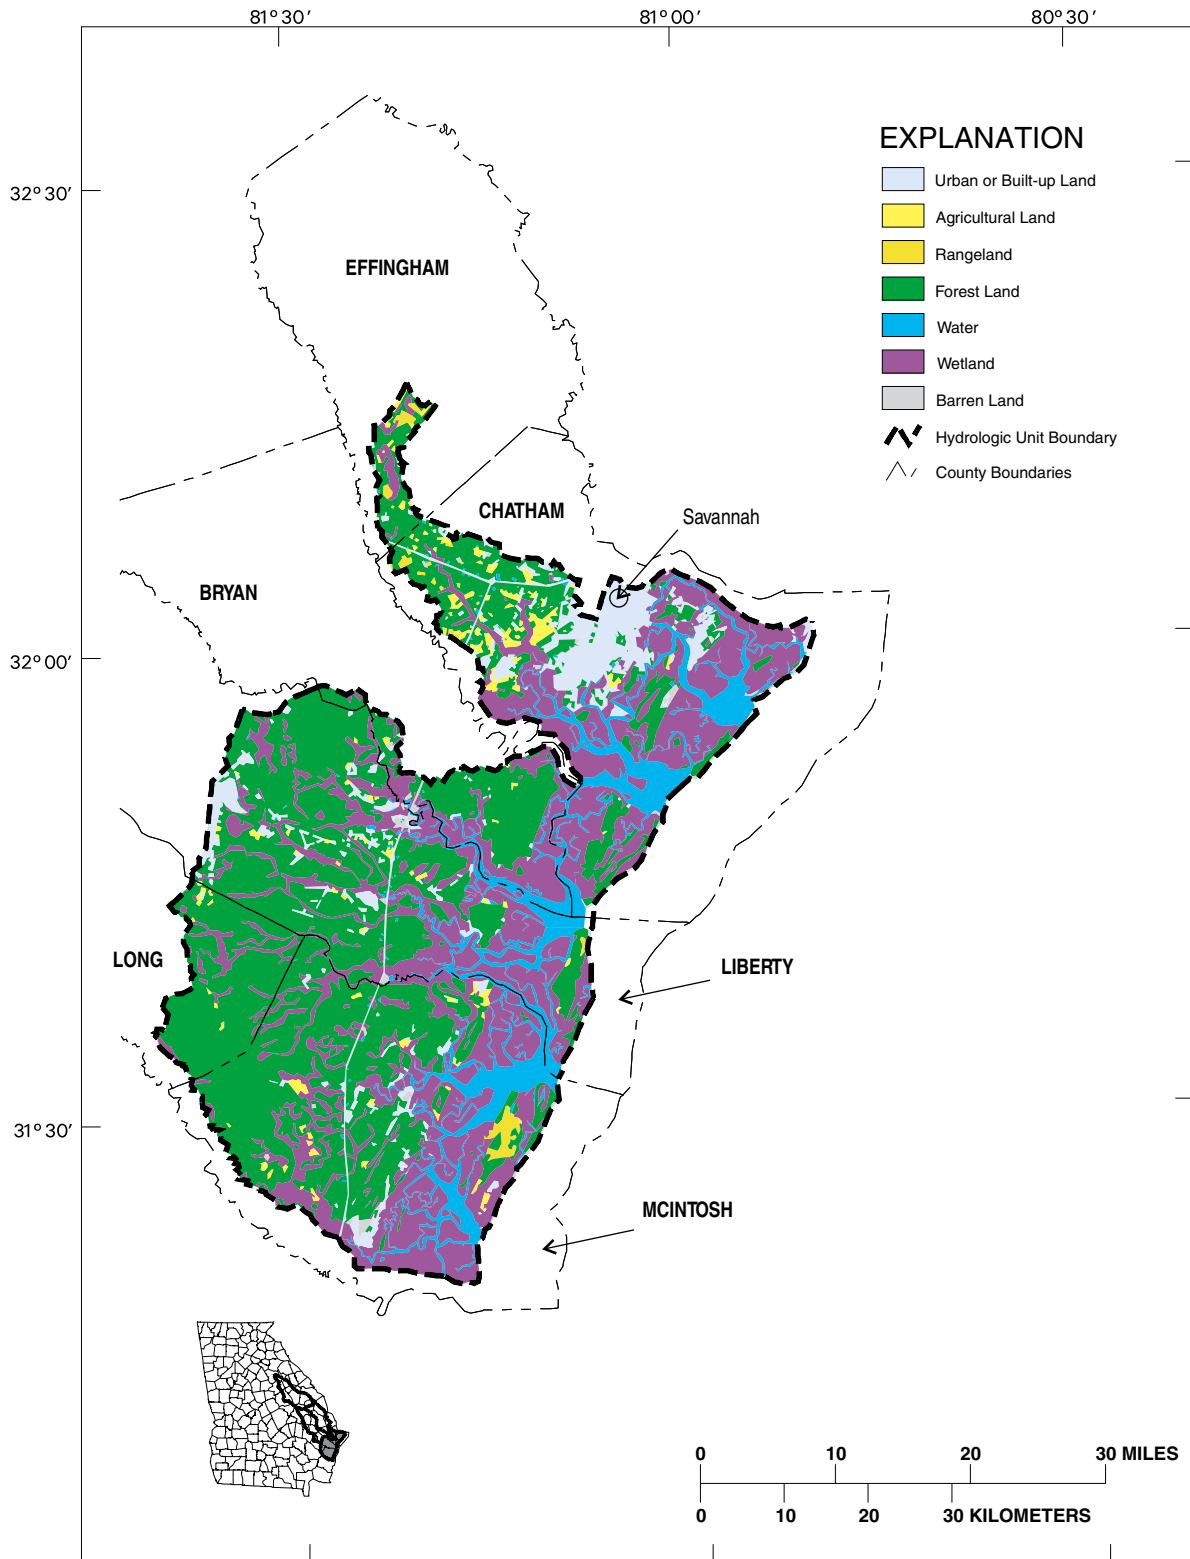 81° 30′
81° 00′
80° 30′
EXPLANATION
Urban or Built-up Land
32° 30′
Agricultural Land
Rangeland
EFFINGHAM
Forest Land
Water
Wetland
Barren Land
Hydrologic Unit Boundary
County Boundaries
CHATHAM
Savannah
BRYAN
32° 00′
LONG
LIBERTY
31° 30′
MCINTOSH
0 10 20 30 MILES
0 10 20 30 KILOMETERS